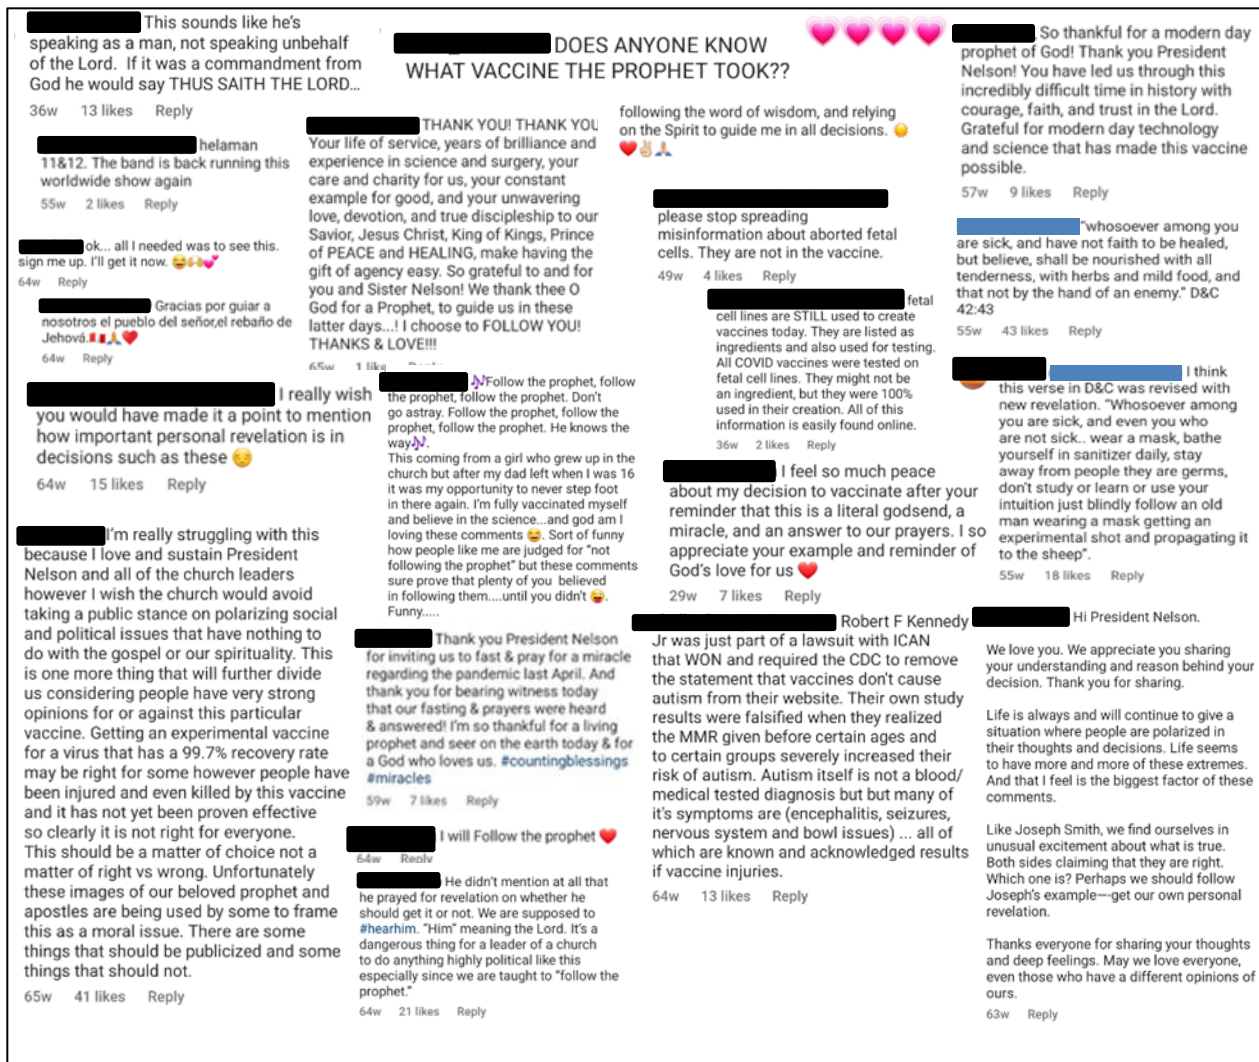 This sounds like he's
speaking as a man, not speaking unbehalf
of the Lord. If it was a commandment from
God he would say THUS SAITH THE LORD...
36w 13 likes Reply
helaman
11&12. The band is back running this
worldwide show again
55w 2 likes Reply
ok... all I needed was to see this.
sign me up. I'll get it now. 😂🙌💕
64w Reply
Gracias por guiar a
nosotros el pueblo del señor,el rebaño de
Jehová.🇵🇪🙏❤️
64w Reply
I really wish
you would have made it a point to mention
how important personal revelation is in
decisions such as these 😔
64w 15 likes Reply
I'm really struggling with this
because I love and sustain President
Nelson and all of the church leaders
however I wish the church would avoid
taking a public stance on polarizing social
and political issues that have nothing to
do with the gospel or our spirituality. This
is one more thing that will further divide
us considering people have very strong
opinions for or against this particular
vaccine. Getting an experimental vaccine
for a virus that has a 99.7% recovery rate
may be right for some however people have
been injured and even killed by this vaccine
and it has not yet been proven effective
so clearly it is not right for everyone.
This should be a matter of choice not a
matter of right vs wrong. Unfortunately
these images of our beloved prophet and
apostles are being used by some to frame
this as a moral issue. There are some
things that should be publicized and some
things that should not.
65w 41 likes Reply
DOES ANYONE KNOW
WHAT VACCINE THE PROPHET TOOK??
💗💗💗💗
THANK YOU! THANK YOU
Your life of service, years of brilliance and
experience in science and surgery, your
care and charity for us, your constant
example for good, and your unwavering
love, devotion, and true discipleship to our
Savior, Jesus Christ, King of Kings, Prince
of PEACE and HEALING, make having the
gift of agency easy. So grateful to and for
you and Sister Nelson! We thank thee O
God for a Prophet, to guide us in these
latter days...! I choose to FOLLOW YOU!
THANKS & LOVE!!!
65w 1 like
🎶Follow the prophet, follow
the prophet, follow the prophet. Don't
go astray. Follow the prophet, follow the
prophet, follow the prophet. He knows the
way🎶.
This coming from a girl who grew up in the
church but after my dad left when I was 16
it was my opportunity to never step foot
in there again. I'm fully vaccinated myself
and believe in the science...and god am I
loving these comments 😂. Sort of funny
how people like me are judged for "not
following the prophet" but these comments
sure prove that plenty of you believed
in following them....until you didn't 😜.
Funny.....
Thank you President Nelson
for inviting us to fast & pray for a miracle
regarding the pandemic last April. And
thank you for bearing witness today
that our fasting & prayers were heard
& answered! I'm so thankful for a living
prophet and seer on the earth today & for
a God who loves us. #countingblessings
#miracles
59w 7 likes Reply
I will Follow the prophet ❤️
64w Reply
He didn't mention at all that
he prayed for revelation on whether he
should get it or not. We are supposed to
#hearhim. "Him" meaning the Lord. It's a
dangerous thing for a leader of a church
to do anything highly political like this
especially since we are taught to "follow the
prophet."
64w 21 likes Reply
following the word of wisdom, and relying
on the Spirit to guide me in all decisions. ☀️
❤️✌🏻🙏🏻
please stop spreading
misinformation about aborted fetal
cells. They are not in the vaccine.
49w 4 likes Reply
fetal
cell lines are STILL used to create
vaccines today. They are listed as
ingredients and also used for testing.
All COVID vaccines were tested on
fetal cell lines. They might not be
an ingredient, but they were 100%
used in their creation. All of this
information is easily found online.
36w 2 likes Reply
I feel so much peace
about my decision to vaccinate after your
reminder that this is a literal godsend, a
miracle, and an answer to our prayers. I so
appreciate your example and reminder of
God's love for us ❤️
29w 7 likes Reply
Robert F Kennedy
Jr was just part of a lawsuit with ICAN
that WON and required the CDC to remove
the statement that vaccines don't cause
autism from their website. Their own study
results were falsified when they realized
the MMR given before certain ages and
to certain groups severely increased their
risk of autism. Autism itself is not a blood/
medical tested diagnosis but but many of
it's symptoms are (encephalitis, seizures,
nervous system and bowl issues) ... all of
which are known and acknowledged results
if vaccine injuries.
64w 13 likes Reply
So thankful for a modern day
prophet of God! Thank you President
Nelson! You have led us through this
incredibly difficult time in history with
courage, faith, and trust in the Lord.
Grateful for modern day technology
and science that has made this vaccine
possible.
57w 9 likes Reply
"whosoever among you
are sick, and have not faith to be healed,
but believe, shall be nourished with all
tenderness, with herbs and mild food, and
that not by the hand of an enemy." D&C
42:43
55w 43 likes Reply
I think
this verse in D&C was revised with
new revelation. "Whosoever among
you are sick, and even you who
are not sick.. wear a mask, bathe
yourself in sanitizer daily, stay
away from people they are germs,
don't study or learn or use your
intuition just blindly follow an old
man wearing a mask getting an
experimental shot and propagating it
to the sheep".
55w 18 likes Reply
Hi President Nelson.
We love you. We appreciate you sharing
your understanding and reason behind your
decision. Thank you for sharing.
Life is always and will continue to give a
situation where people are polarized in
their thoughts and decisions. Life seems
to have more and more of these extremes.
And that I feel is the biggest factor of these
comments.
Like Joseph Smith, we find ourselves in
unusual excitement about what is true.
Both sides claiming that they are right.
Which one is? Perhaps we should follow
Joseph's example—-get our own personal
revelation.
Thanks everyone for sharing your thoughts
and deep feelings. May we love everyone,
even those who have a different opinions of
ours.
63w Reply